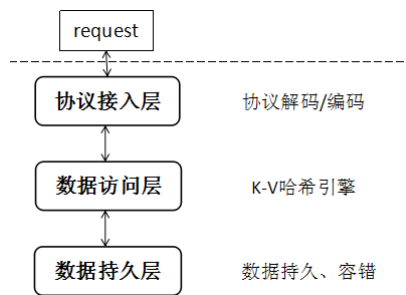 request
协议接入层
协议解码/编码
数据访问层
K-V哈希引擎
数据持久层
数据持久、容错